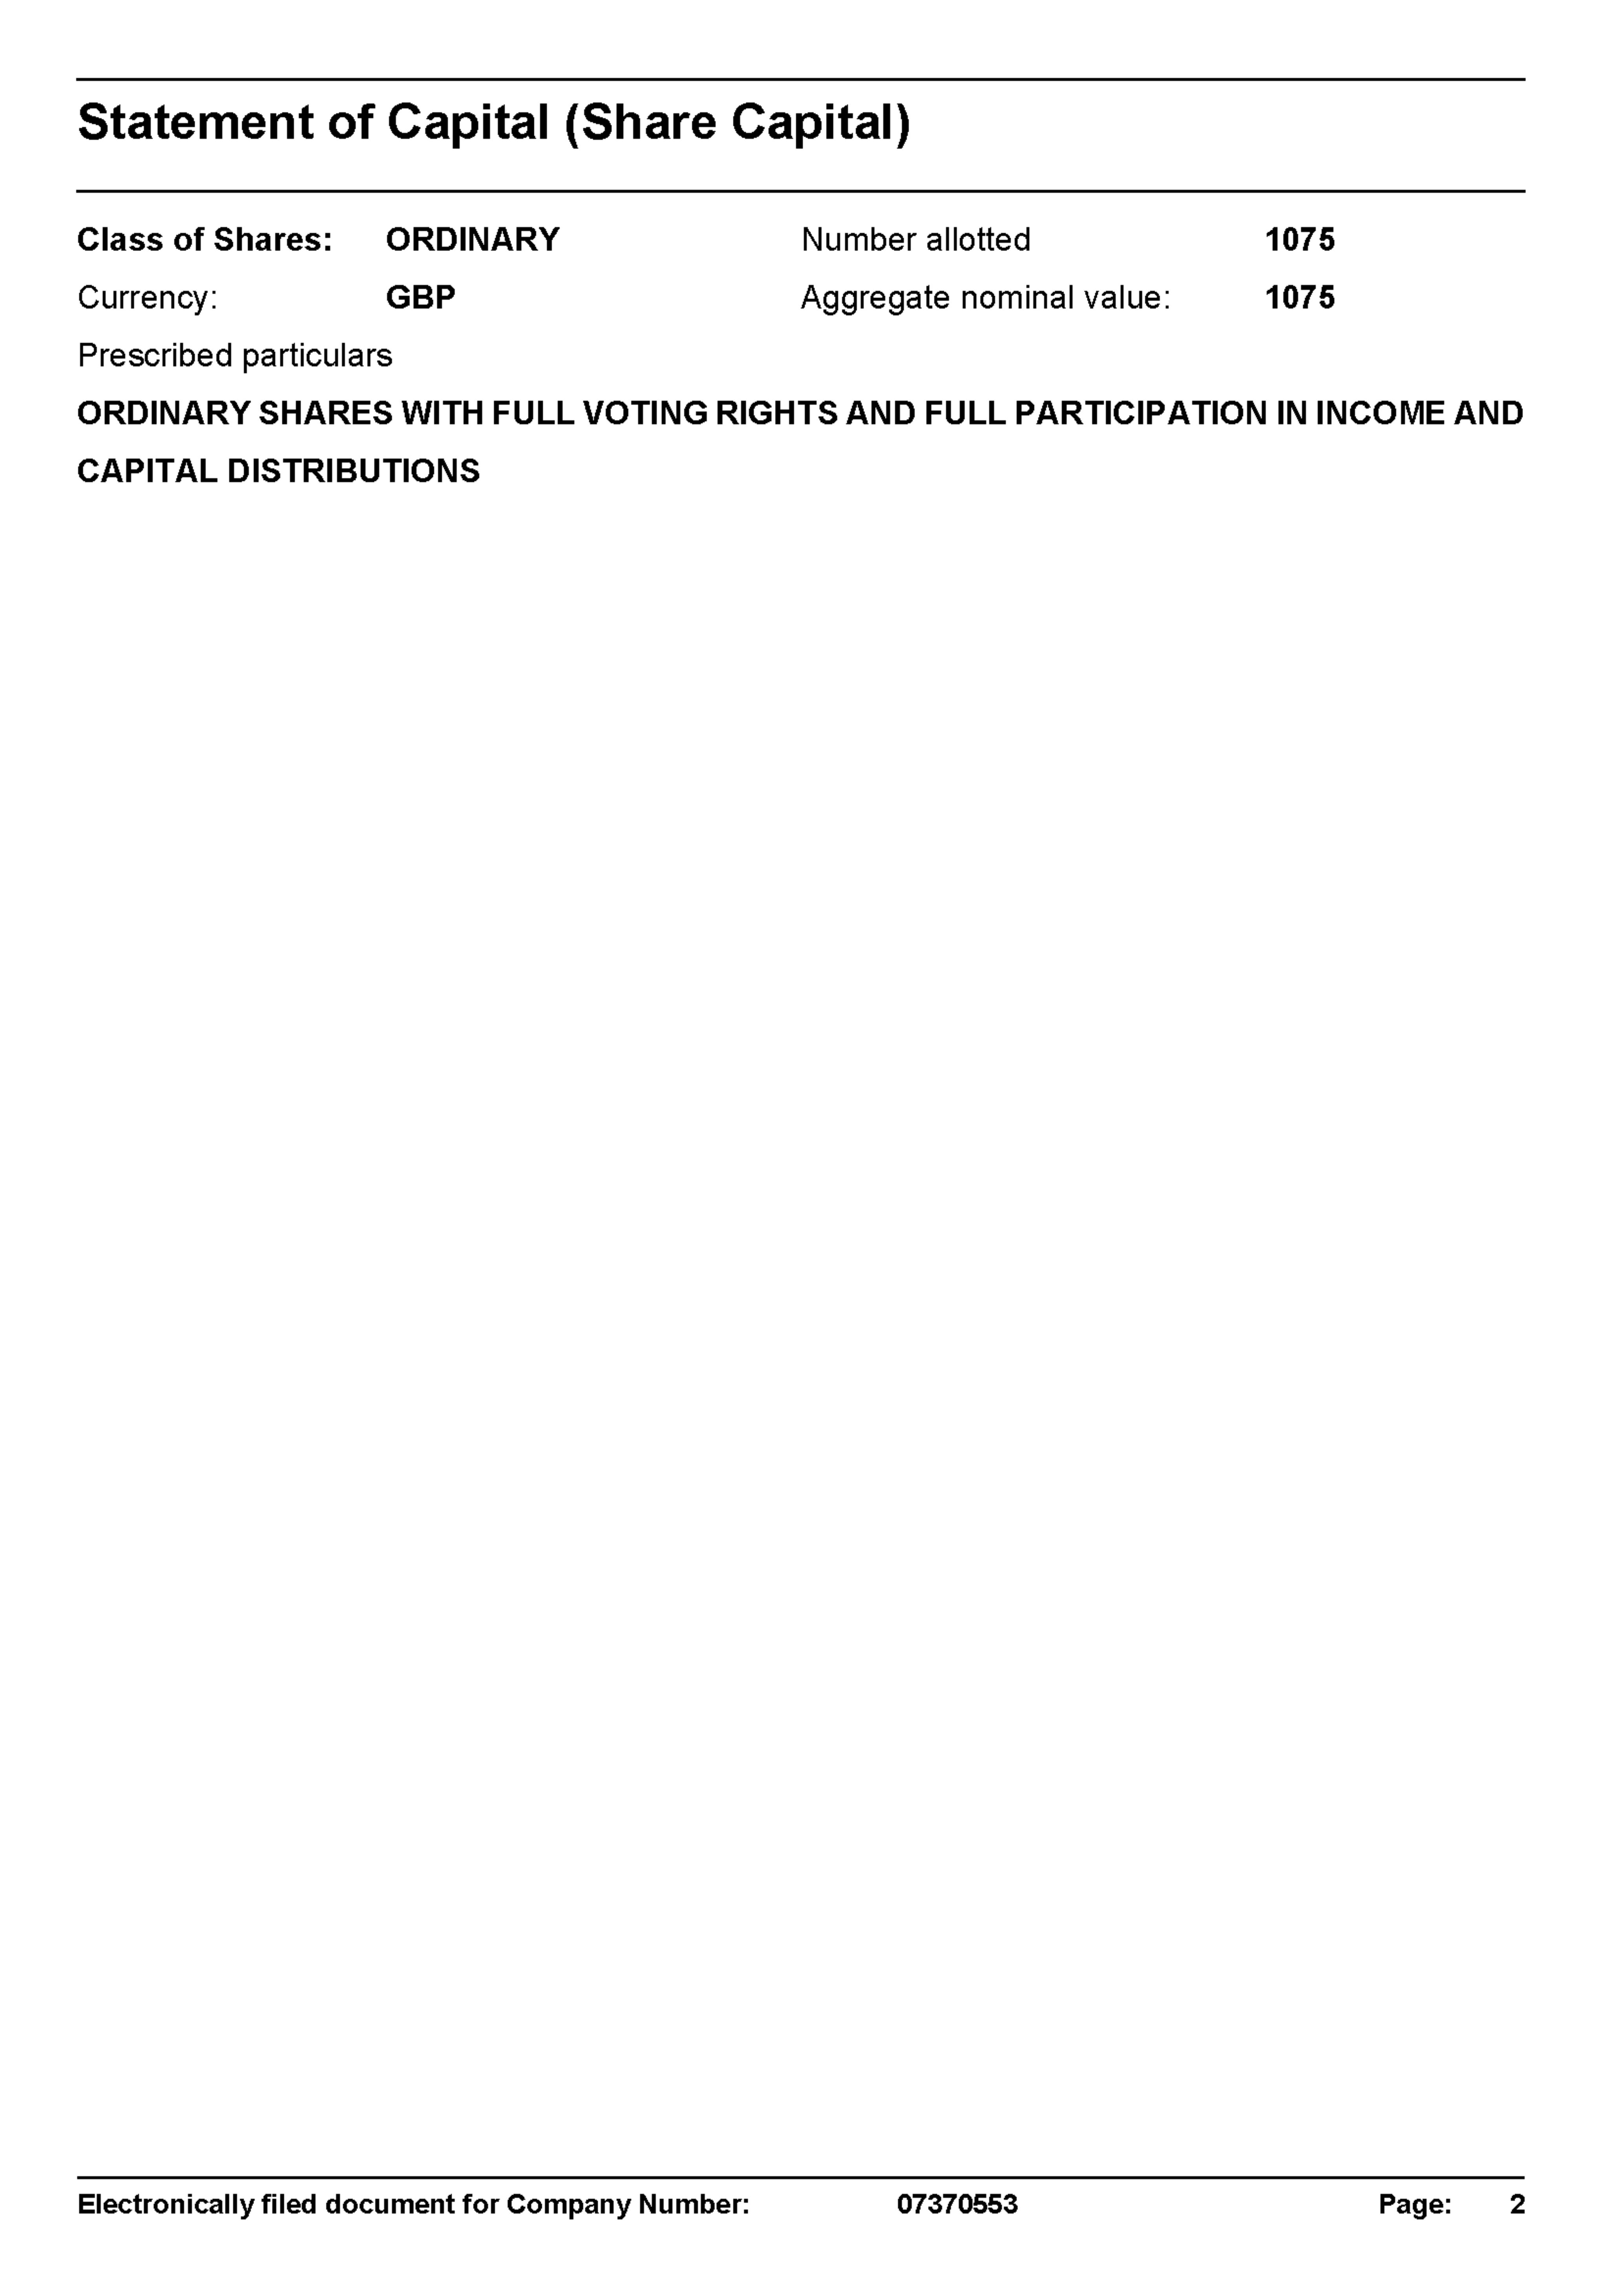 Statement of Capital (Share Capital)
Class of Shares: ORDINARY Number allotted 1075
Currency: GBP Aggregate nominal value: 1075
Prescribed particulars
ORDINARY SHARES WITH FULL VOTING RIGHTS AND FULL PARTICIPATION IN INCOME AND
CAPITAL DISTRIBUTIONS
Electronically filed document for Company Number: 07370553 Page: 2